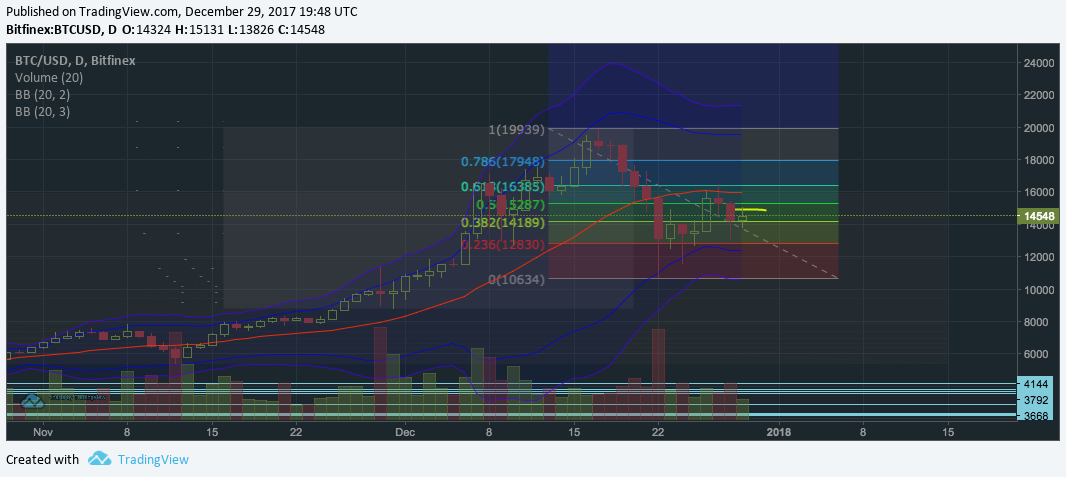 Published on TradingView.com, December 29, 2017 19:48 UTC
Bitfinex:BTCUSD, D O:14324 H:15131 L:13826 C:14548
BTC/USD, D, Bitfinex
Volume (20)
BB (20, 2)
BB (20, 3)
24000
22000
20000
1(19939)
18000
0.786(17948)
16000
0.618(16385)
0.5(15287)
14548
0.382(14189)
14000
0.236(12830)
12000
0(10634)
10000
8000
6000
4144
3792
3668
Nov 8 15 22 Dec 8 15 22 2018 8 15
Created with TradingView